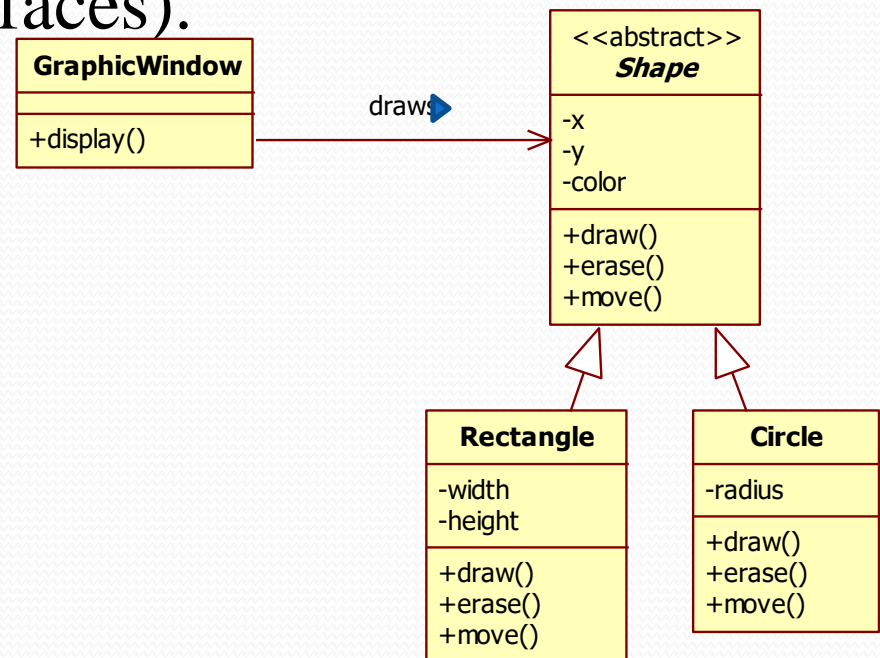 faces).
GraphicWindow
+display()
draws
<<abstract>>
Shape
-x
-y
-color
+draw()
+erase()
+move()
Rectangle
-width
-height
+draw()
+erase()
+move()
Circle
-radius
+draw()
+erase()
+move()